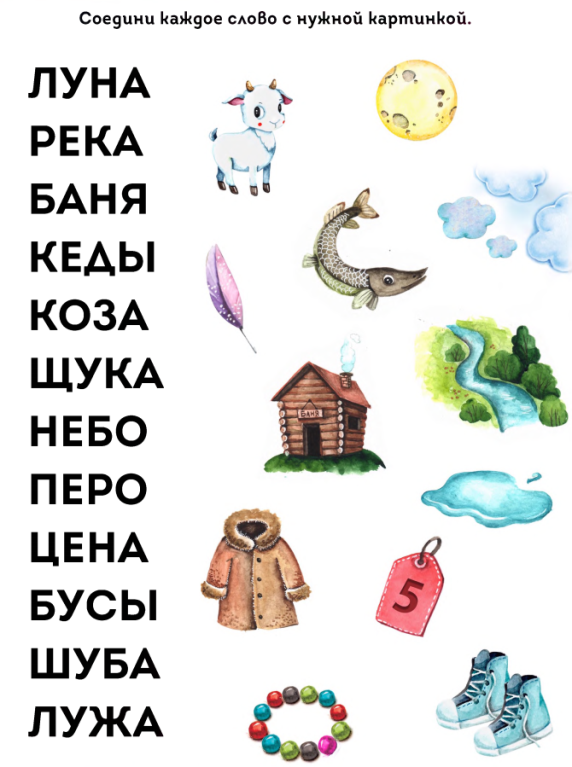 Соедини каждое слово с нужной картинкой.
ЛУНА
РЕКА
БАНЯ
КЕДЫ
КОЗА
ЩУКА
НЕБО
ПЕРО
ЦЕНА
БУСЫ
ШУБА
ЛУЖА
БАНЯ
5